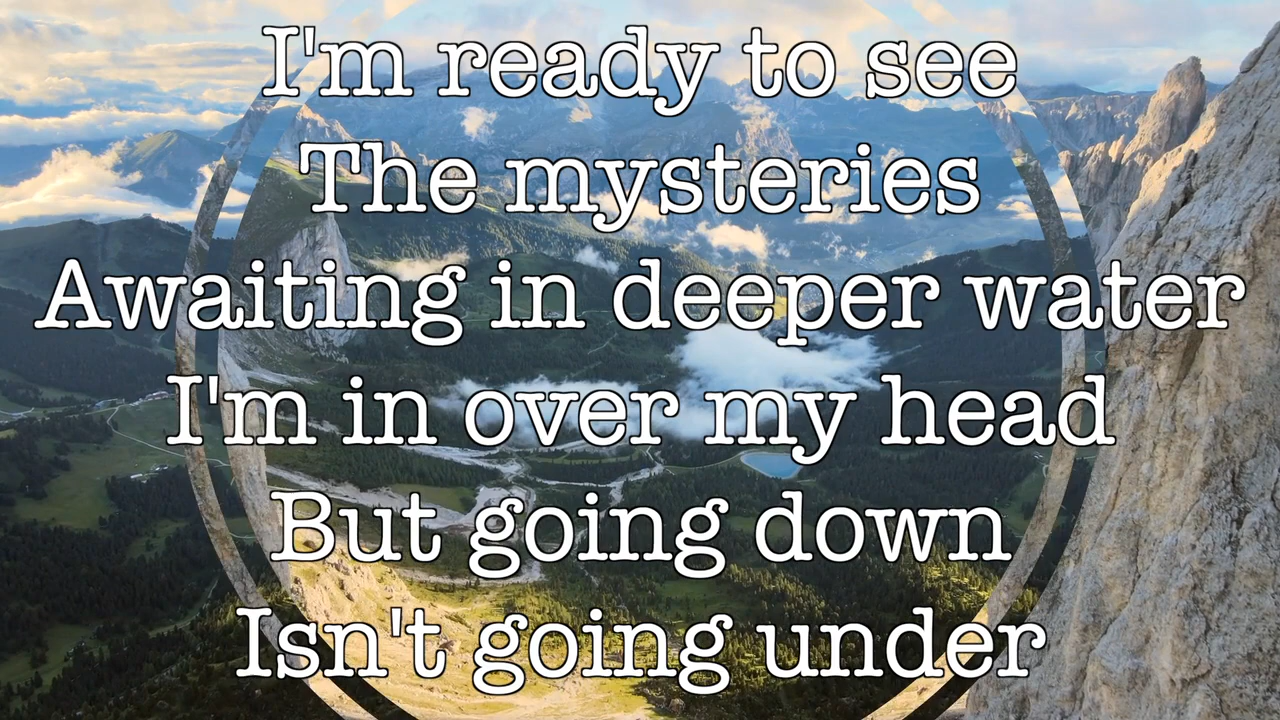 I'm ready to see
The mysteries
Awaiting in deeper water
I'm in over my head
But going down
Isn't going under